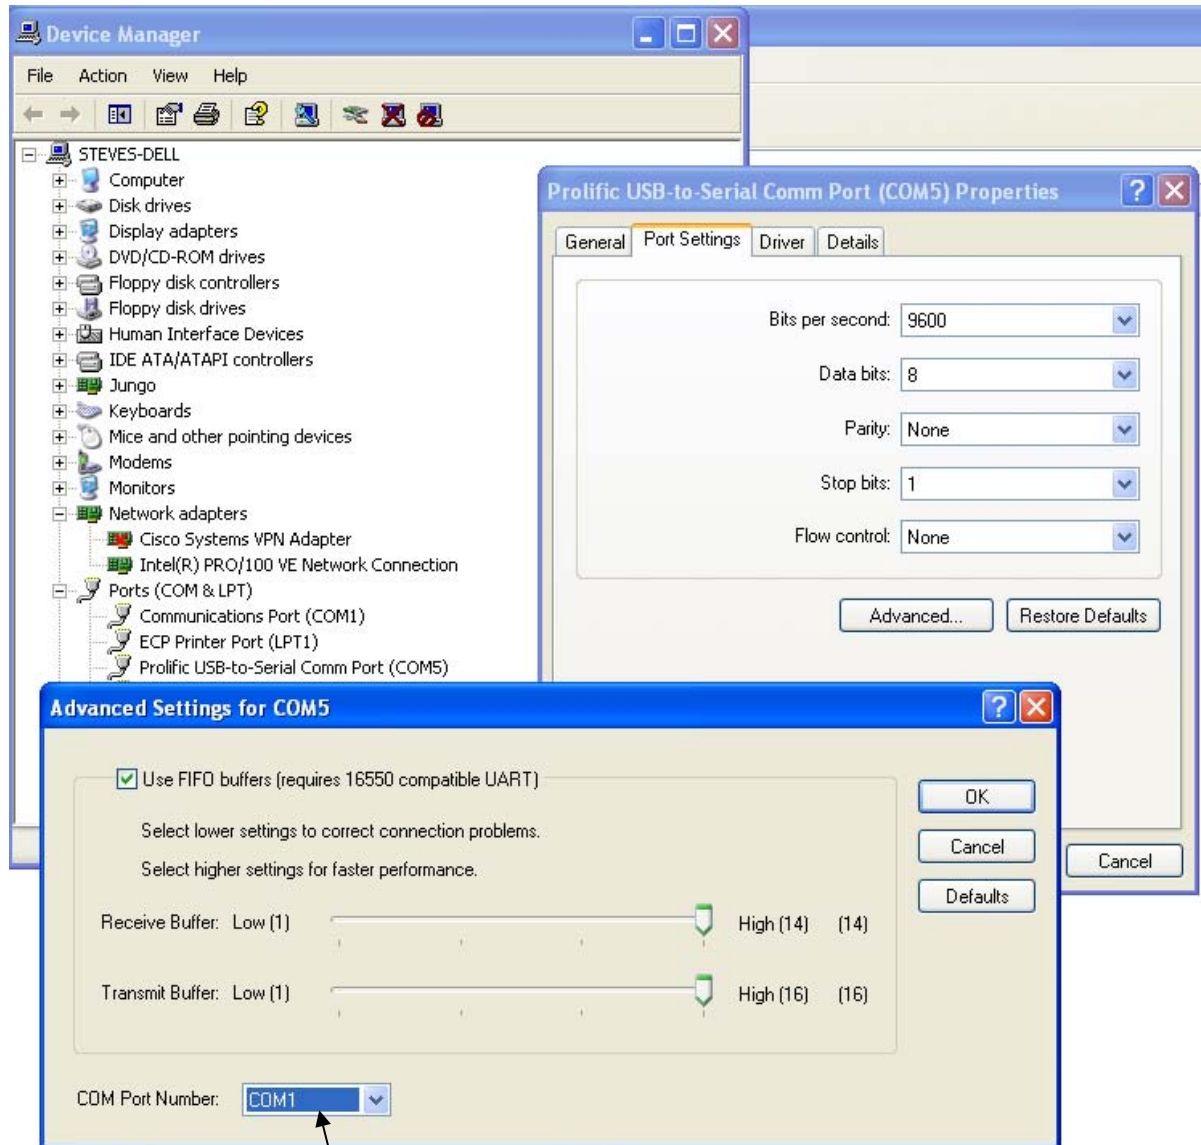 Device Manager
File Action View Help
STEVES-DELL
Computer
Disk drives
Display adapters
DVD/CD-ROM drives
Floppy disk controllers
Floppy disk drives
Human Interface Devices
IDE ATA/ATAPI controllers
Jungo
Keyboards
Mice and other pointing devices
Modems
Monitors
Network adapters
Cisco Systems VPN Adapter
Intel(R) PRO/100 VE Network Connection
Ports (COM & LPT)
Communications Port (COM1)
ECP Printer Port (LPT1)
Prolific USB-to-Serial Comm Port (COM5)
Prolific USB-to-Serial Comm Port (COM5) Properties
General Port Settings Driver Details
Bits per second: 9600
Data bits: 8
Parity: None
Stop bits: 1
Flow control: None
Advanced... Restore Defaults
Cancel
Advanced Settings for COM5
Use FIFO buffers (requires 16550 compatible UART)
Select lower settings to correct connection problems.
Select higher settings for faster performance.
Receive Buffer: Low (1) High (14) (14)
Transmit Buffer: Low (1) High (16) (16)
COM Port Number: COM1
OK
Cancel
Defaults